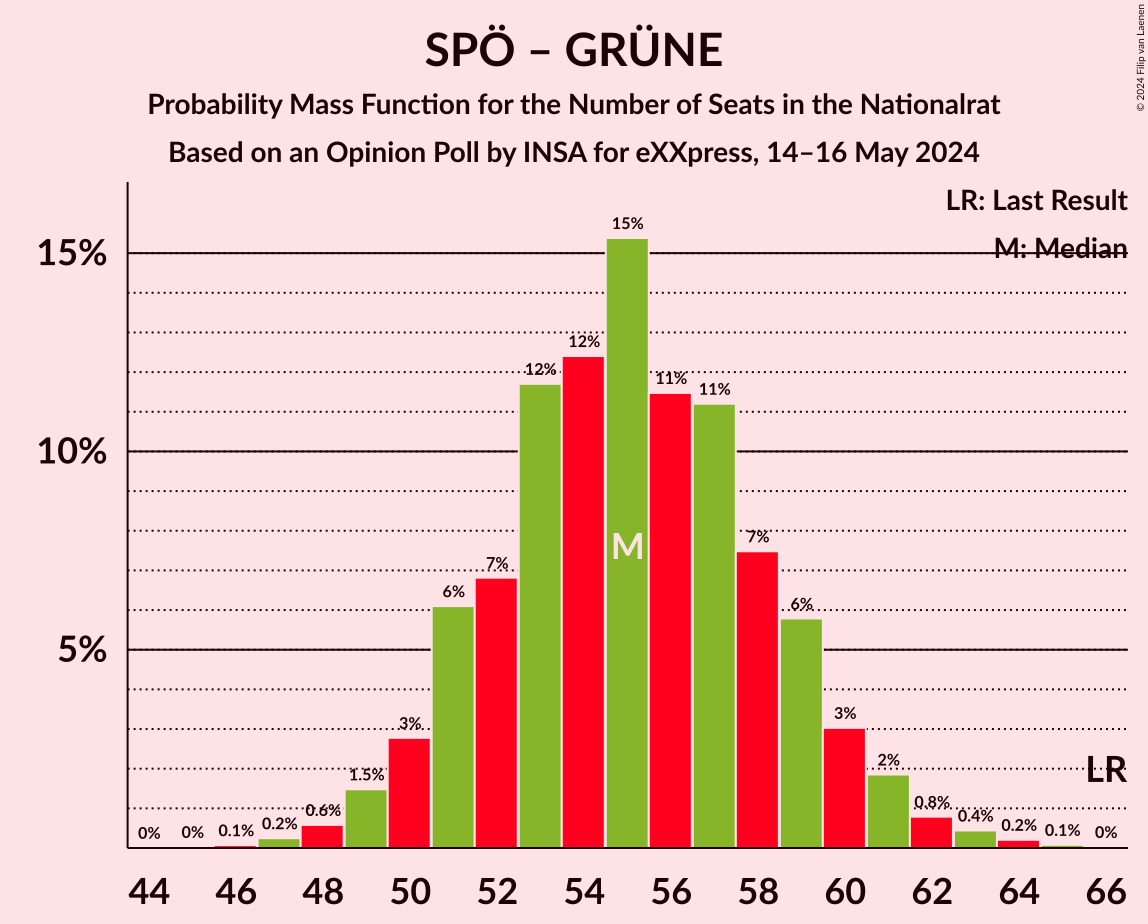 SPÖ – GRÜNE
Probability Mass Function for the Number of Seats in the Nationalrat
Based on an Opinion Poll by INSA for eXXpress, 14–16 May 2024
© 2024 Filip van Laenen
LR: Last Result
M: Median
15%
10%
5%
0%
0%
0.1%
0.2%
0.6%
1.5%
3%
6%
7%
12%
12%
15%
11%
11%
7%
6%
3%
2%
0.8%
0.4%
0.2%
0.1%
0%
M
LR
44 46 48 50 52 54 56 58 60 62 64 66